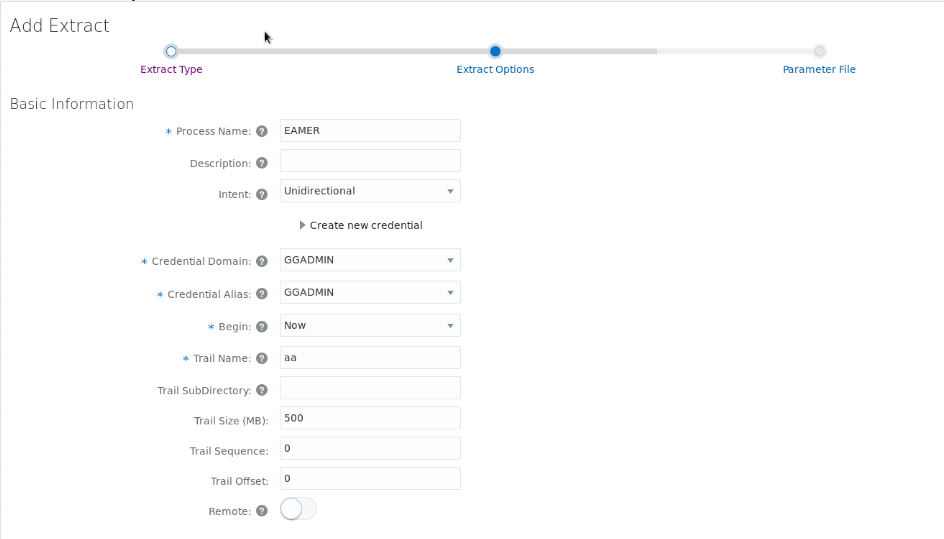 Add Extract
Extract Type
Extract Options
Parameter File
Basic Information
* Process Name: ? EAMER
Description: ?
Intent: ? Unidirectional
Create new credential
* Credential Domain: ? GGADMIN
* Credential Alias: ? GGADMIN
* Begin: ? Now
* Trail Name: ? aa
Trail SubDirectory: ?
Trail Size (MB): 500
Trail Sequence: 0
Trail Offset: 0
Remote: ?